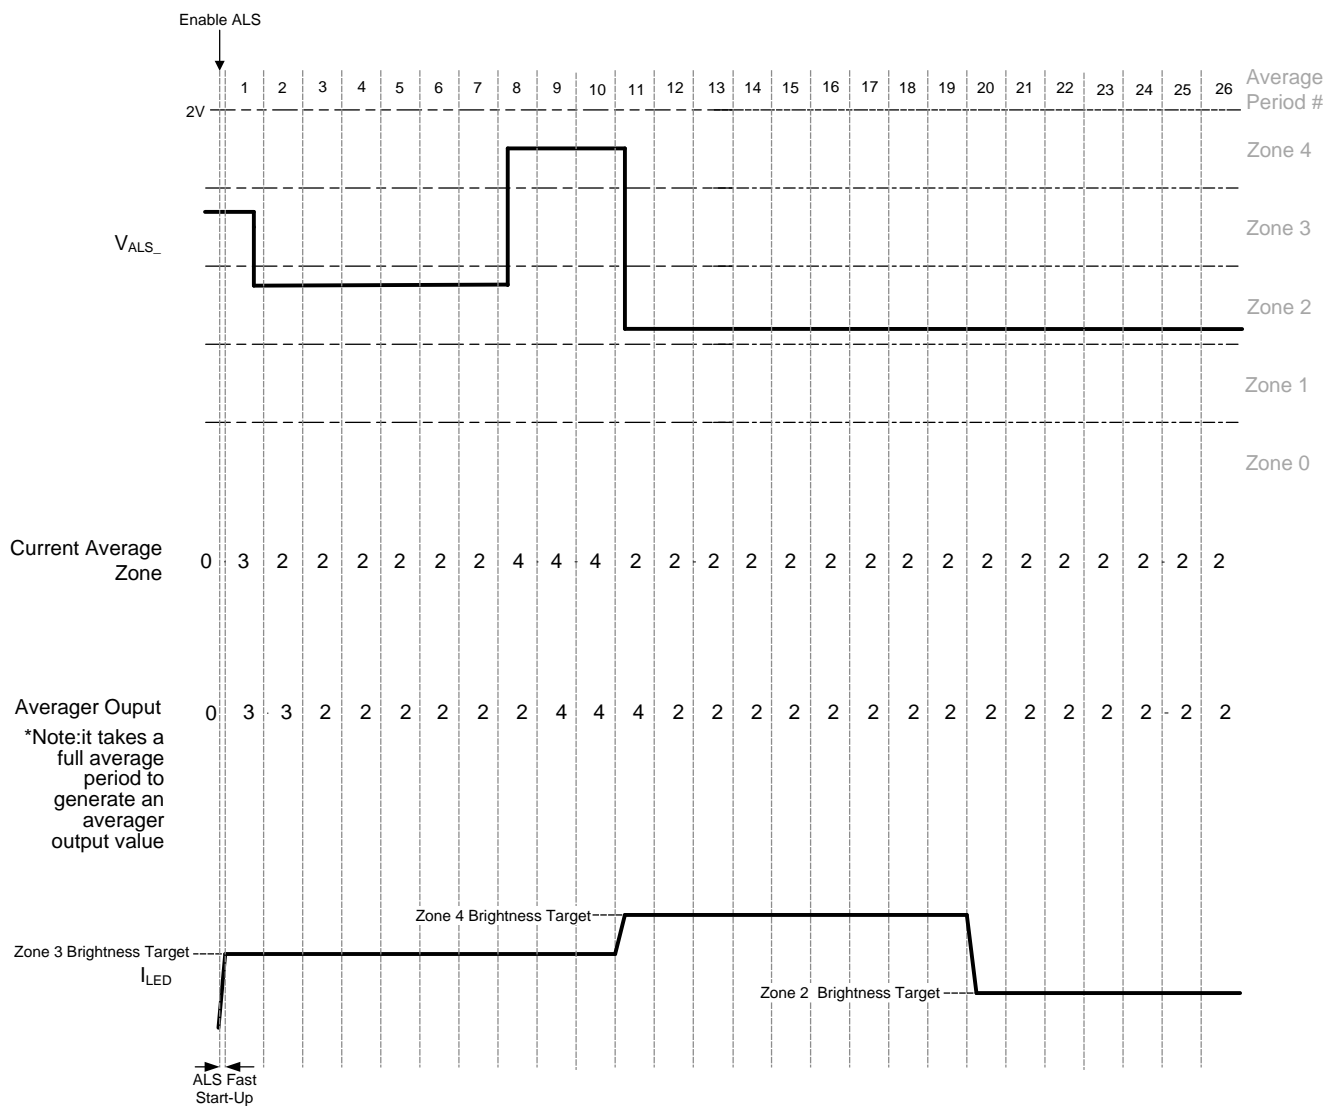 Enable ALS
1 2 3 4 5 6 7 8 9 10 11 12 13 14 15 16 17 18 19 20 21 22 23 24 25 26
Average
Period #
2V
Zone 4
Zone 3
VALS_
Zone 2
Zone 1
Zone 0
Current Average
Zone
0 3 2 2 2 2 2 2 4 4 4 2 2 2 2 2 2 2 2 2 2 2 2 2 2 2 2
Averager Ouput
0 3 3 2 2 2 2 2 2 4 4 4 2 2 2 2 2 2 2 2 2 2 2 2 2 2 2
*Note:it takes a
full average
period to
generate an
averager
output value
Zone 4 Brightness Target
Zone 3 Brightness Target
ILED
Zone 2 Brightness Target
ALS Fast
Start-Up